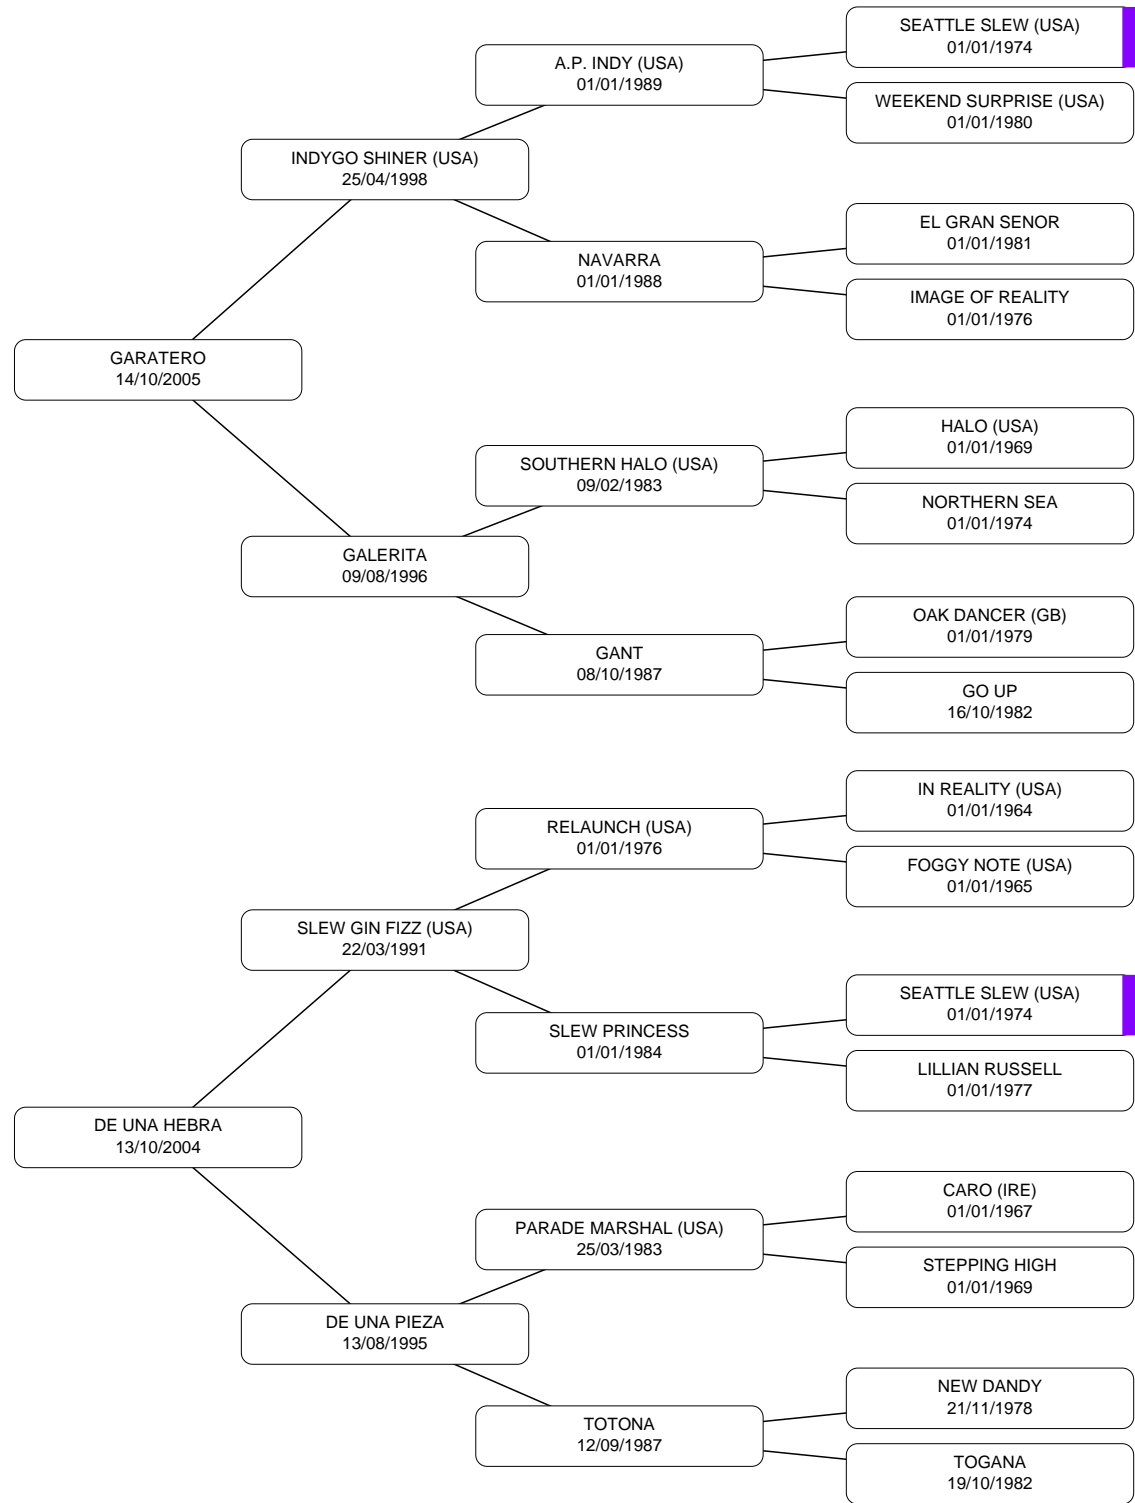 SEATTLE SLEW (USA)
01/01/1974
A.P. INDY (USA)
01/01/1989
WEEKEND SURPRISE (USA)
01/01/1980
INDYGO SHINER (USA)
25/04/1998
EL GRAN SENOR
01/01/1981
NAVARRA
01/01/1988
IMAGE OF REALITY
01/01/1976
GARATERO
14/10/2005
HALO (USA)
01/01/1969
SOUTHERN HALO (USA)
09/02/1983
NORTHERN SEA
01/01/1974
GALERITA
09/08/1996
OAK DANCER (GB)
01/01/1979
GANT
08/10/1987
GO UP
16/10/1982
IN REALITY (USA)
01/01/1964
RELAUNCH (USA)
01/01/1976
FOGGY NOTE (USA)
01/01/1965
SLEW GIN FIZZ (USA)
22/03/1991
SEATTLE SLEW (USA)
01/01/1974
SLEW PRINCESS
01/01/1984
LILLIAN RUSSELL
01/01/1977
DE UNA HEBRA
13/10/2004
CARO (IRE)
01/01/1967
PARADE MARSHAL (USA)
25/03/1983
STEPPING HIGH
01/01/1969
DE UNA PIEZA
13/08/1995
NEW DANDY
21/11/1978
TOTONA
12/09/1987
TOGANA
19/10/1982